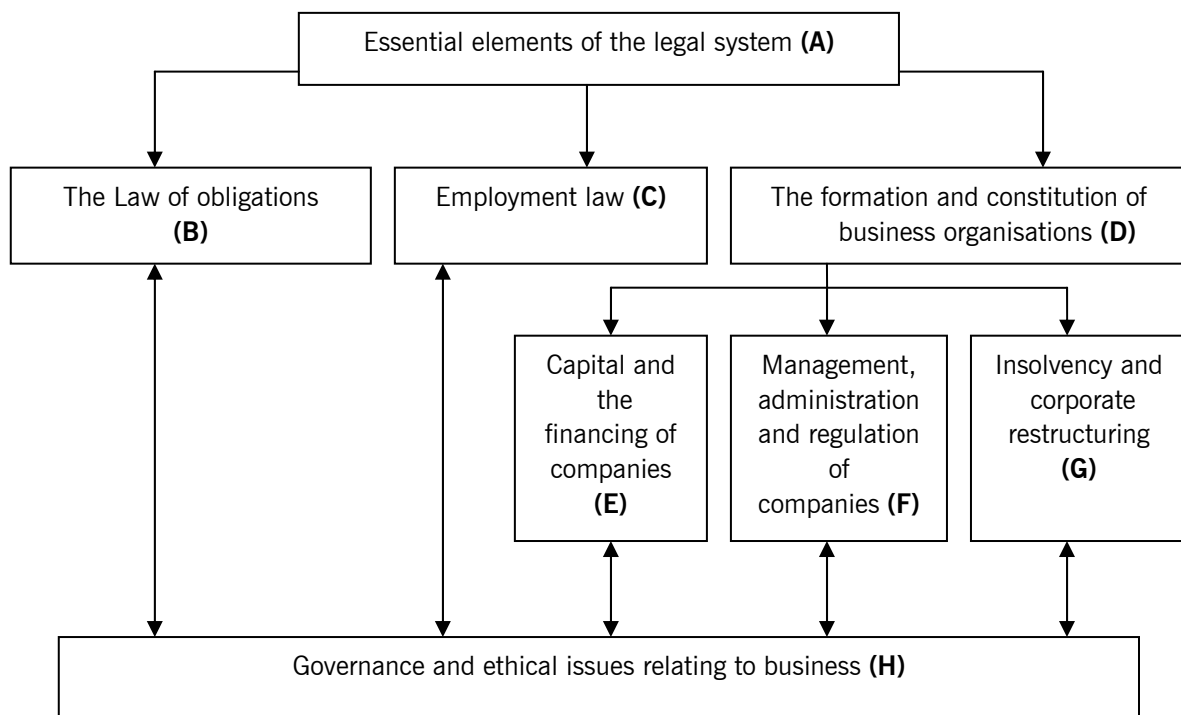 Essential elements of the legal system (A)
The Law of obligations
(B)
Employment law (C)
The formation and constitution of
business organisations (D)
Capital and
the
financing of
companies
(E)
Management,
administration
and regulation
of
companies (F)
Insolvency and
corporate
restructuring
(G)
Governance and ethical issues relating to business (H)